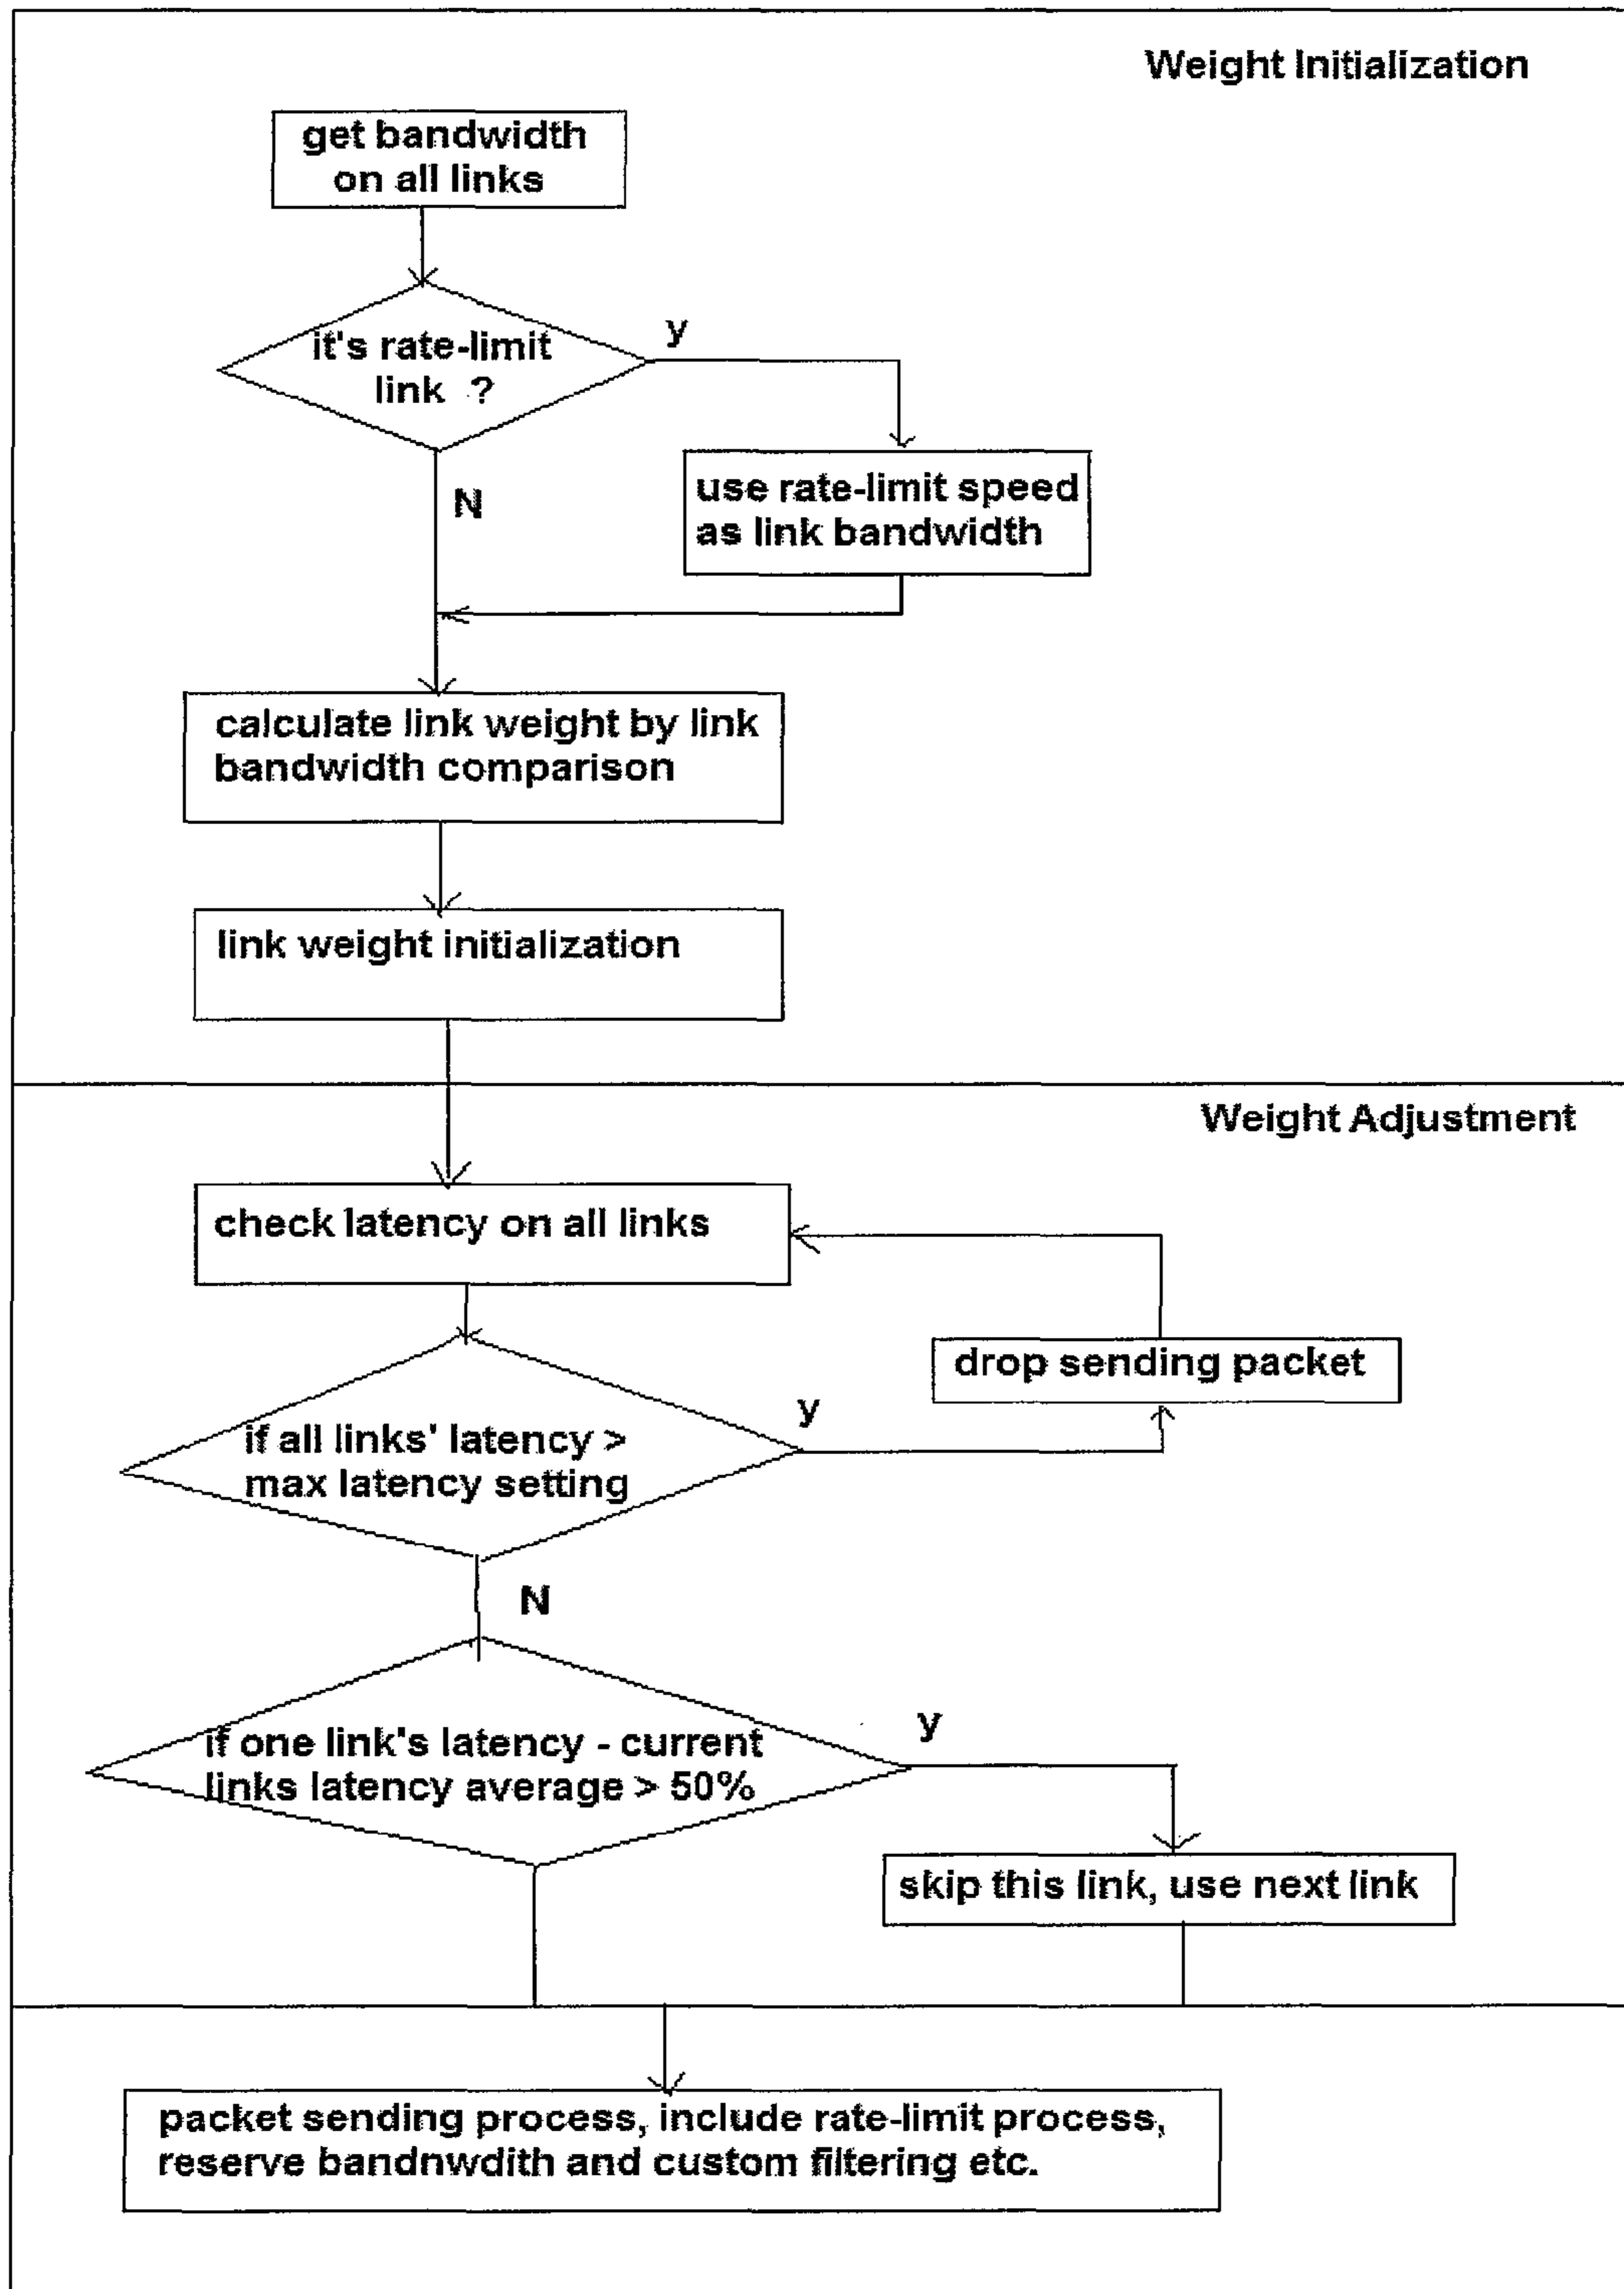 Weight Initialization
get bandwidth
on all links
it's rate-limit
link ?
y
N
use rate-limit speed
as link bandwidth
calculate link weight by link
bandwidth comparison
link weight initialization
Weight Adjustment
check latency on all links
drop sending packet
if all links' latency >
max latency setting
y
N
if one link's latency - current
links latency average > 50%
y
skip this link, use next link
packet sending process, include rate-limit process,
reserve bandnwdith and custom filtering etc.